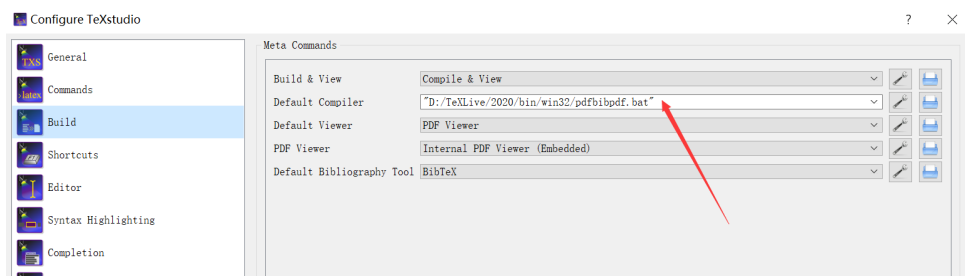 Configure TeXstudio ? ×
TXS General
latex Commands
Build
Shortcuts
Editor
Syntax Highlighting
Completion
Meta Commands
Build & View Compile & View
Default Compiler "D:/TeXLive/2020/bin/win32/pdfbibpdf.bat"
Default Viewer PDF Viewer
PDF Viewer Internal PDF Viewer (Embedded)
Default Bibliography Tool BibTeX